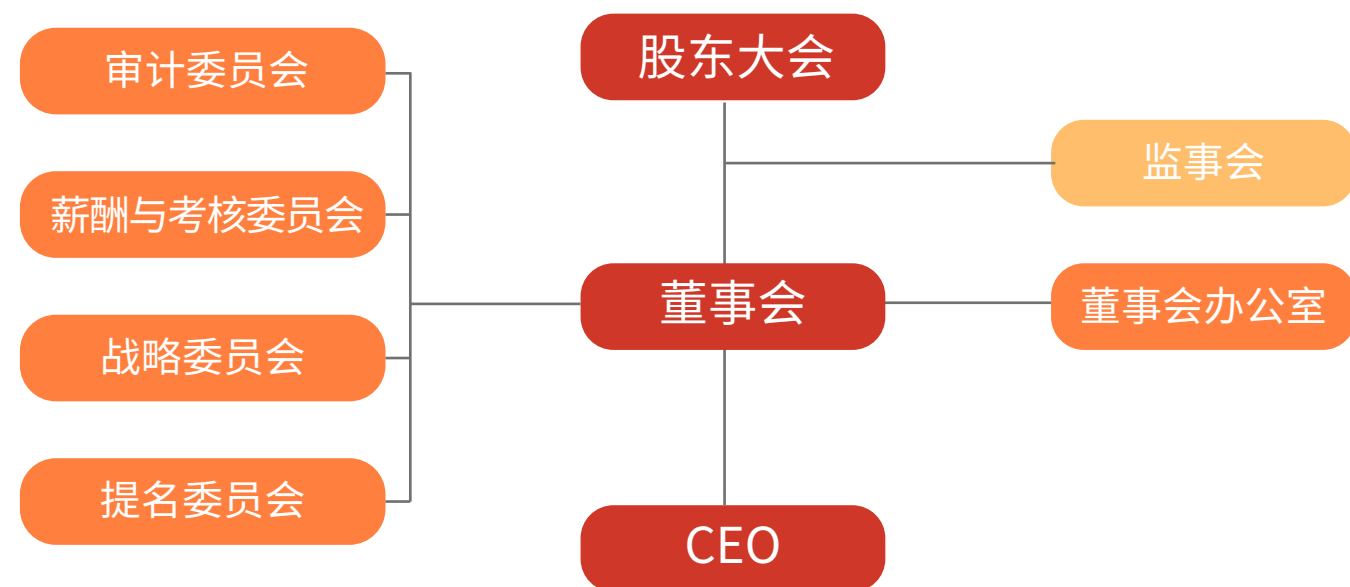 股东大会
监事会
董事会
董事会办公室
审计委员会
薪酬与考核委员会
战略委员会
提名委员会
CEO